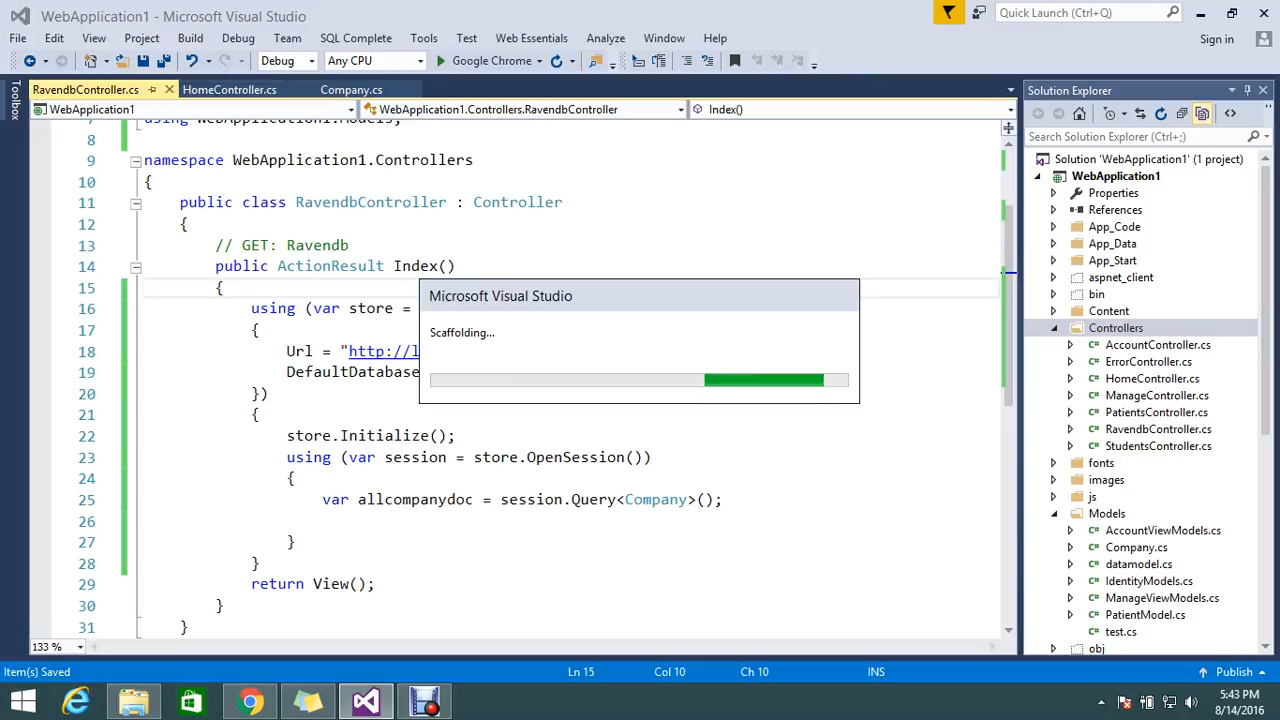 WebApplication1 - Microsoft Visual Studio
Quick Launch (Ctrl+Q)
File Edit View Project Build Debug Team SQL Complete Tools Test Web Essentials Analyze Window Help
Sign in
Debug Any CPU Google Chrome
Toolbox
RavendbController.cs HomeController.cs Company.cs
WebApplication1 WebApplication1.Controllers.RavendbController Index()
7 using WebApplication1.Models;
8
9 namespace WebApplication1.Controllers
10 {
11 public class RavendbController : Controller
12 {
13 // GET: Ravendb
14 public ActionResult Index()
15 {
16 using (var store =
17 {
18 Url = "http://l
19 DefaultDatabase
20 })
21 {
22 store.Initialize();
23 using (var session = store.OpenSession())
24 {
25 var allcompanydoc = session.Query<Company>();
26
27 }
28 }
29 return View();
30 }
31 }
Microsoft Visual Studio
Scaffolding...
133 %
Solution Explorer
Search Solution Explorer (Ctrl+;)
Solution 'WebApplication1' (1 project)
WebApplication1
Properties
References
App_Code
App_Data
App_Start
aspnet_client
bin
Content
Controllers
AccountController.cs
ErrorController.cs
HomeController.cs
ManageController.cs
PatientsController.cs
RavendbController.cs
StudentsController.cs
fonts
images
js
Models
AccountViewModels.cs
Company.cs
datamodel.cs
IdentityModels.cs
ManageViewModels.cs
PatientModel.cs
test.cs
obj
Item(s) Saved Ln 15 Col 10 Ch 10 INS Publish
5:43 PM
8/14/2016